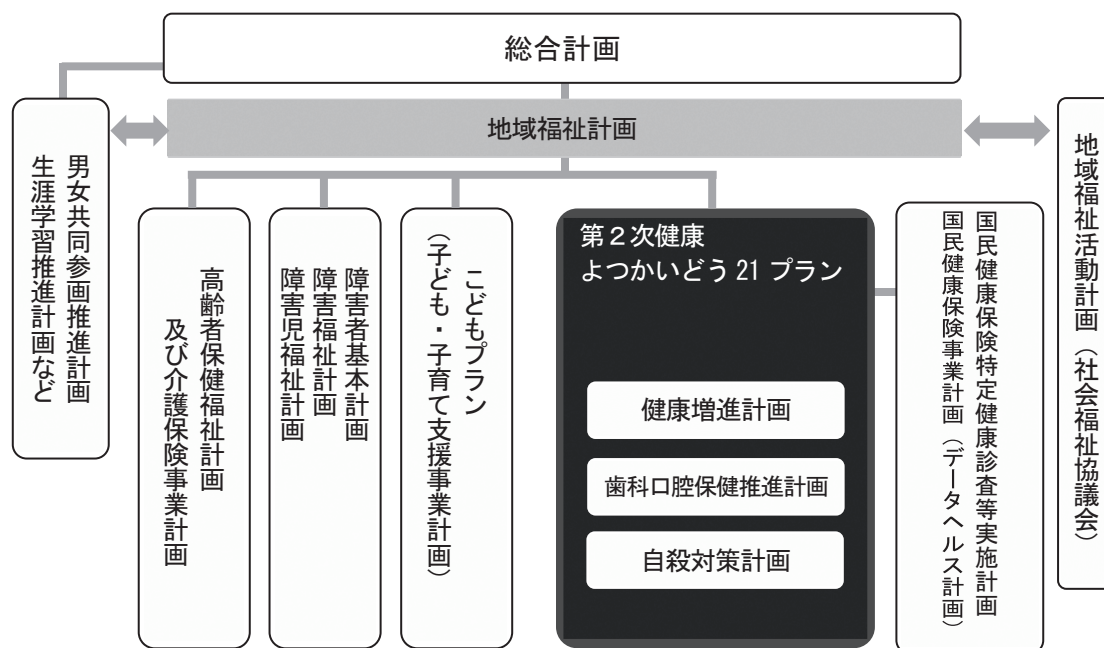 総合計画
地域福祉計画
男女共同参画推進計画
生涯学習推進計画など
高齢者保健福祉計画
及び介護保険事業計画
障害者基本計画
障害福祉計画
障害児福祉計画
こどもプラン
（子ども・子育て支援事業計画）
第２次健康
よつかいどう 21 プラン
健康増進計画
歯科口腔保健推進計画
自殺対策計画
国民健康保険特定健康診査等実施計画
国民健康保険事業計画（データヘルス計画）
地域福祉活動計画（社会福祉協議会）